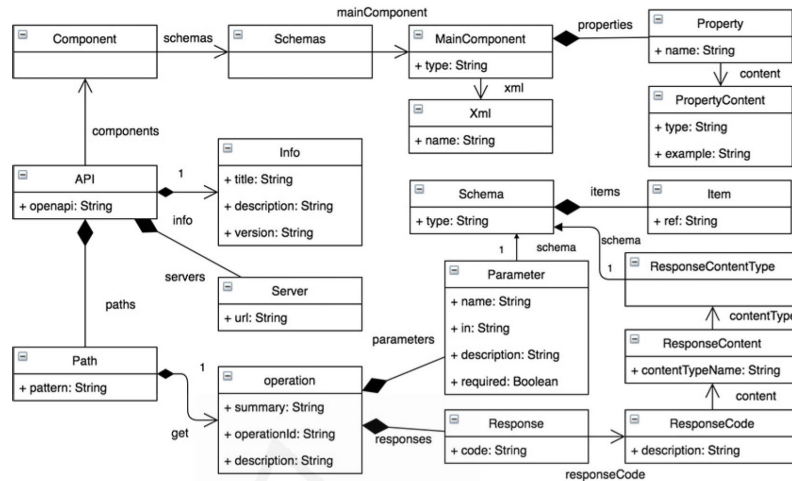 mainComponent
Component
schemas
Schemas
MainComponent
+ type: String
properties
Property
+ name: String
content
xml
Xml
+ name: String
PropertyContent
+ type: String
+ example: String
components
API
+ openapi: String
1
info
Info
+ title: String
+ description: String
+ version: String
Schema
+ type: String
items
Item
+ ref: String
servers
Server
+ url: String
1
schema
schema
1
ResponseContentType
Parameter
+ name: String
+ in: String
+ description: String
+ required: Boolean
contentType
ResponseContent
+ contentTypeName: String
content
paths
Path
+ pattern: String
1
get
operation
+ summary: String
+ operationId: String
+ description: String
parameters
responses
Response
+ code: String
responseCode
ResponseCode
+ description: String